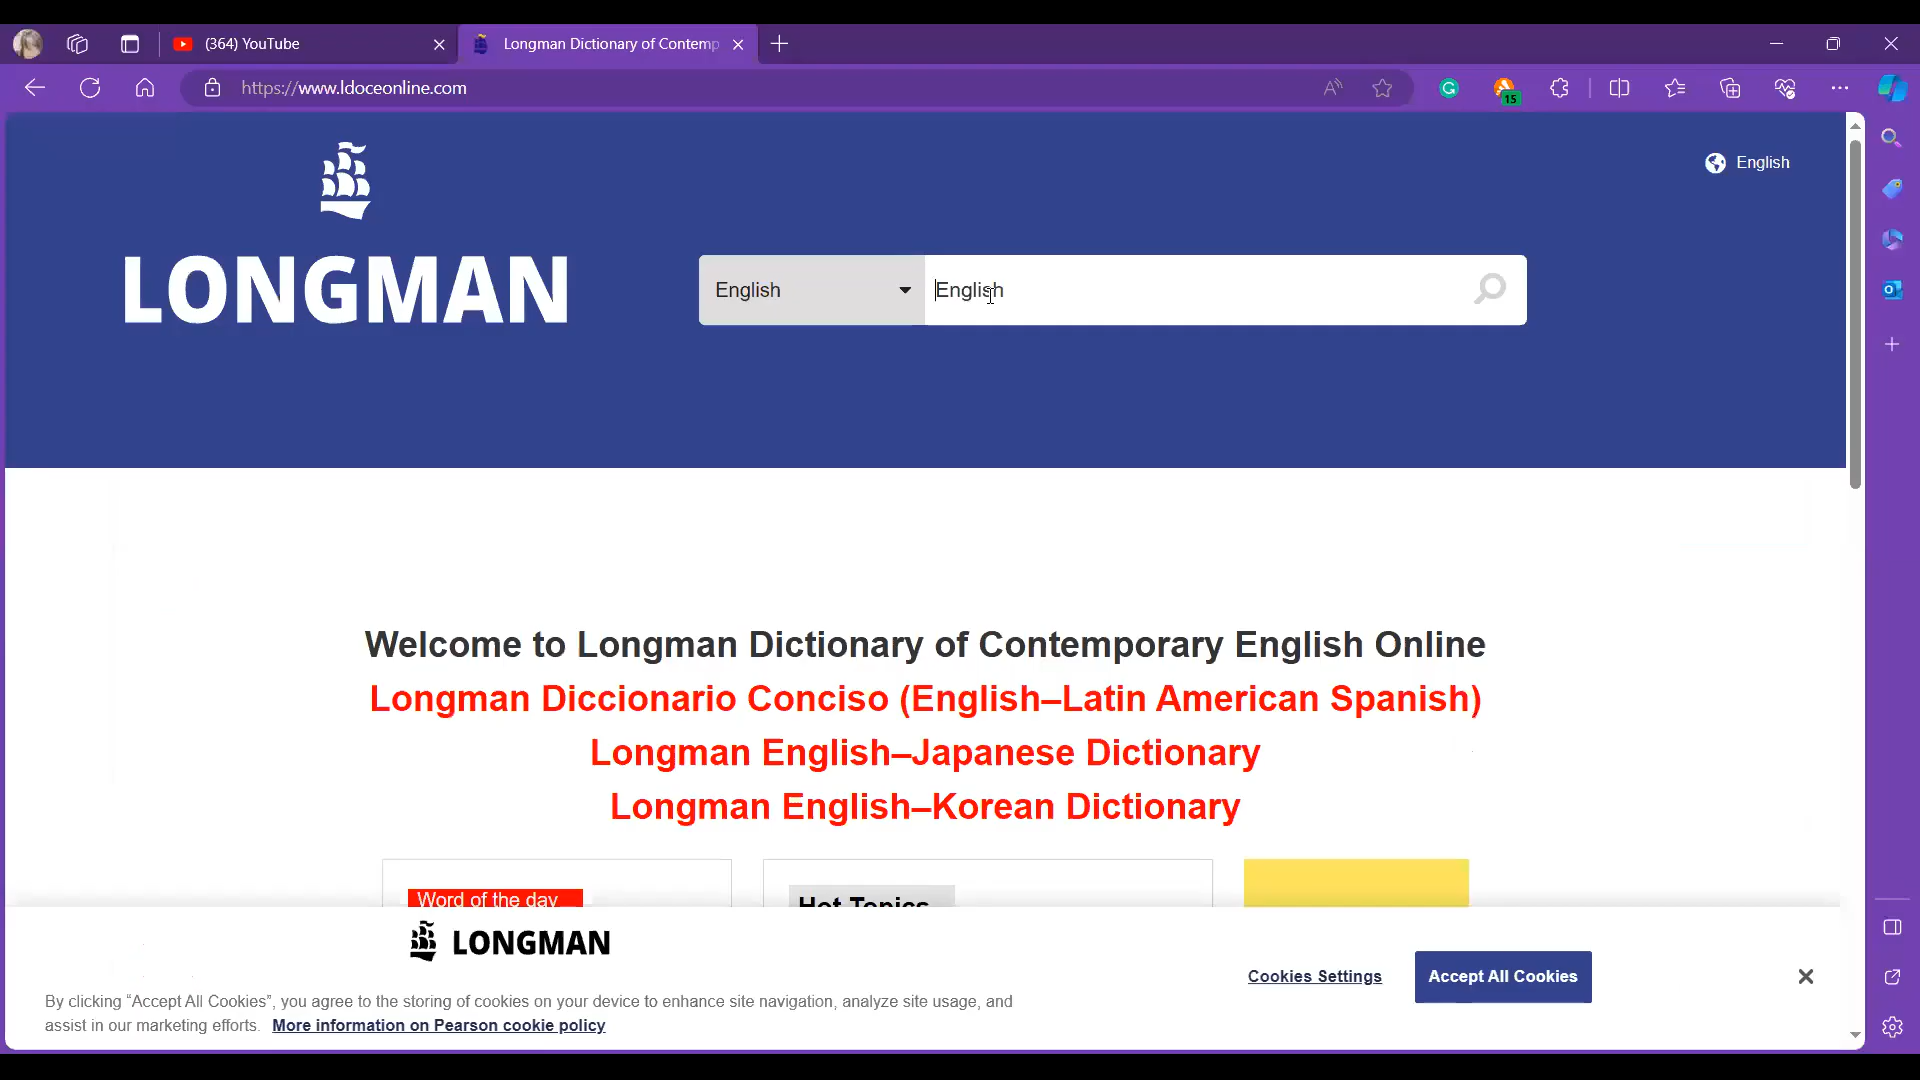 (364) YouTube
Longman Dictionary of Contemp
https://www.ldoceonline.com
15
English
LONGMAN
English
English
Welcome to Longman Dictionary of Contemporary English Online
Longman Diccionario Conciso (English–Latin American Spanish)
Longman English–Japanese Dictionary
Longman English–Korean Dictionary
Word of the day
Hot Topics
LONGMAN
By clicking “Accept All Cookies”, you agree to the storing of cookies on your device to enhance site navigation, analyze site usage, and
assist in our marketing efforts. More information on Pearson cookie policy
Cookies Settings
Accept All Cookies